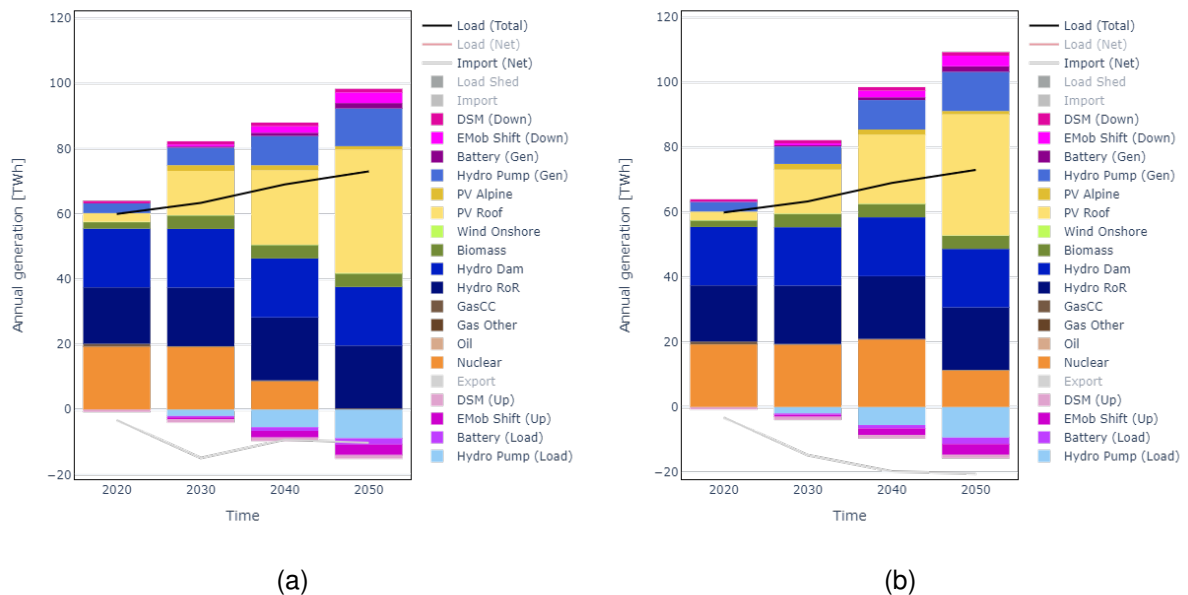 120
100
80
60
40
20
0
−20
Annual generation [TWh]
2020
2030
2040
2050
Time
Load (Total)
Load (Net)
Import (Net)
Load Shed
Import
DSM (Down)
EMob Shift (Down)
Battery (Gen)
Hydro Pump (Gen)
PV Alpine
PV Roof
Wind Onshore
Biomass
Hydro Dam
Hydro RoR
GasCC
Gas Other
Oil
Nuclear
Export
DSM (Up)
EMob Shift (Up)
Battery (Load)
Hydro Pump (Load)
(a)
120
100
80
60
40
20
0
−20
Annual generation [TWh]
2020
2030
2040
2050
Time
Load (Total)
Load (Net)
Import (Net)
Load Shed
Import
DSM (Down)
EMob Shift (Down)
Battery (Gen)
Hydro Pump (Gen)
PV Alpine
PV Roof
Wind Onshore
Biomass
Hydro Dam
Hydro RoR
GasCC
Gas Other
Oil
Nuclear
Export
DSM (Up)
EMob Shift (Up)
Battery (Load)
Hydro Pump (Load)
(b)